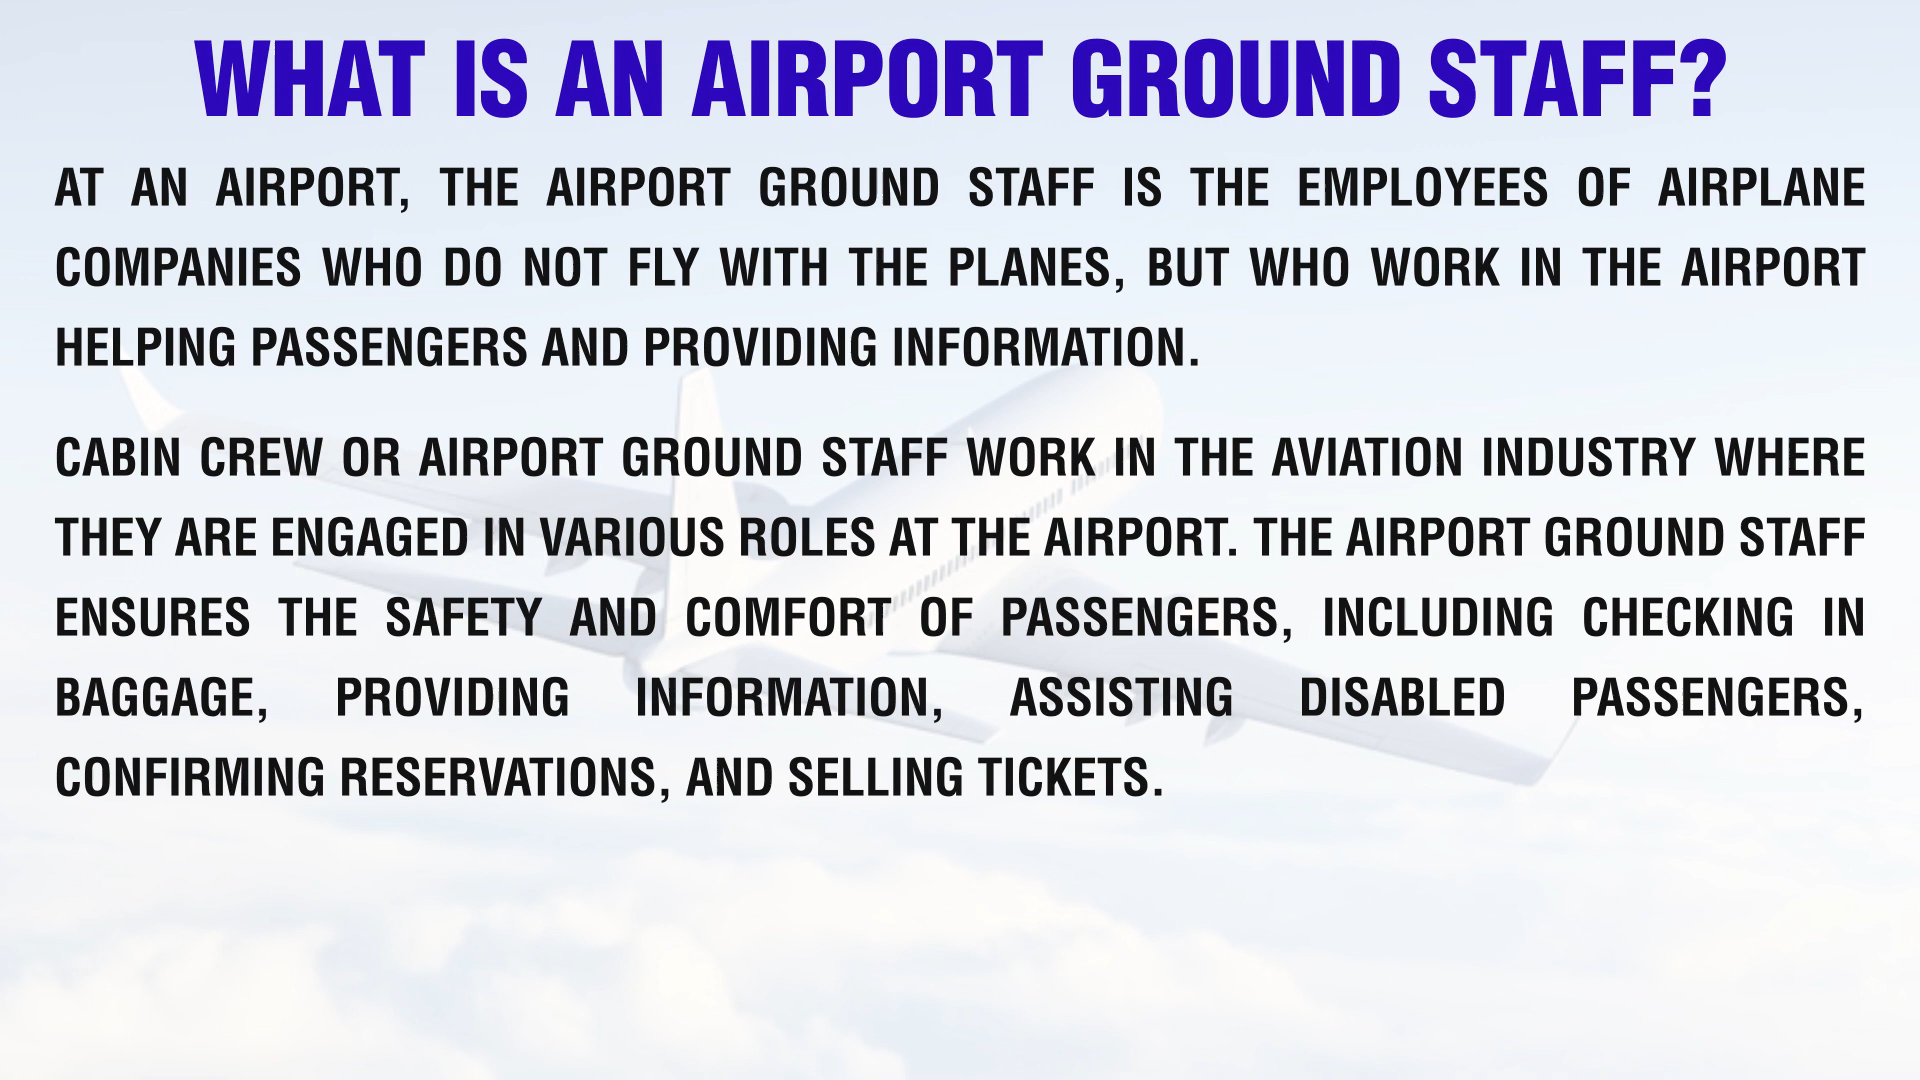 WHAT IS AN AIRPORT GROUND STAFF?
AT AN AIRPORT, THE AIRPORT GROUND STAFF IS THE EMPLOYEES OF AIRPLANE
COMPANIES WHO DO NOT FLY WITH THE PLANES, BUT WHO WORK IN THE AIRPORT
HELPING PASSENGERS AND PROVIDING INFORMATION.
CABIN CREW OR AIRPORT GROUND STAFF WORK IN THE AVIATION INDUSTRY WHERE
THEY ARE ENGAGED IN VARIOUS ROLES AT THE AIRPORT. THE AIRPORT GROUND STAFF
ENSURES THE SAFETY AND COMFORT OF PASSENGERS, INCLUDING CHECKING IN
BAGGAGE, PROVIDING INFORMATION, ASSISTING DISABLED PASSENGERS,
CONFIRMING RESERVATIONS, AND SELLING TICKETS.